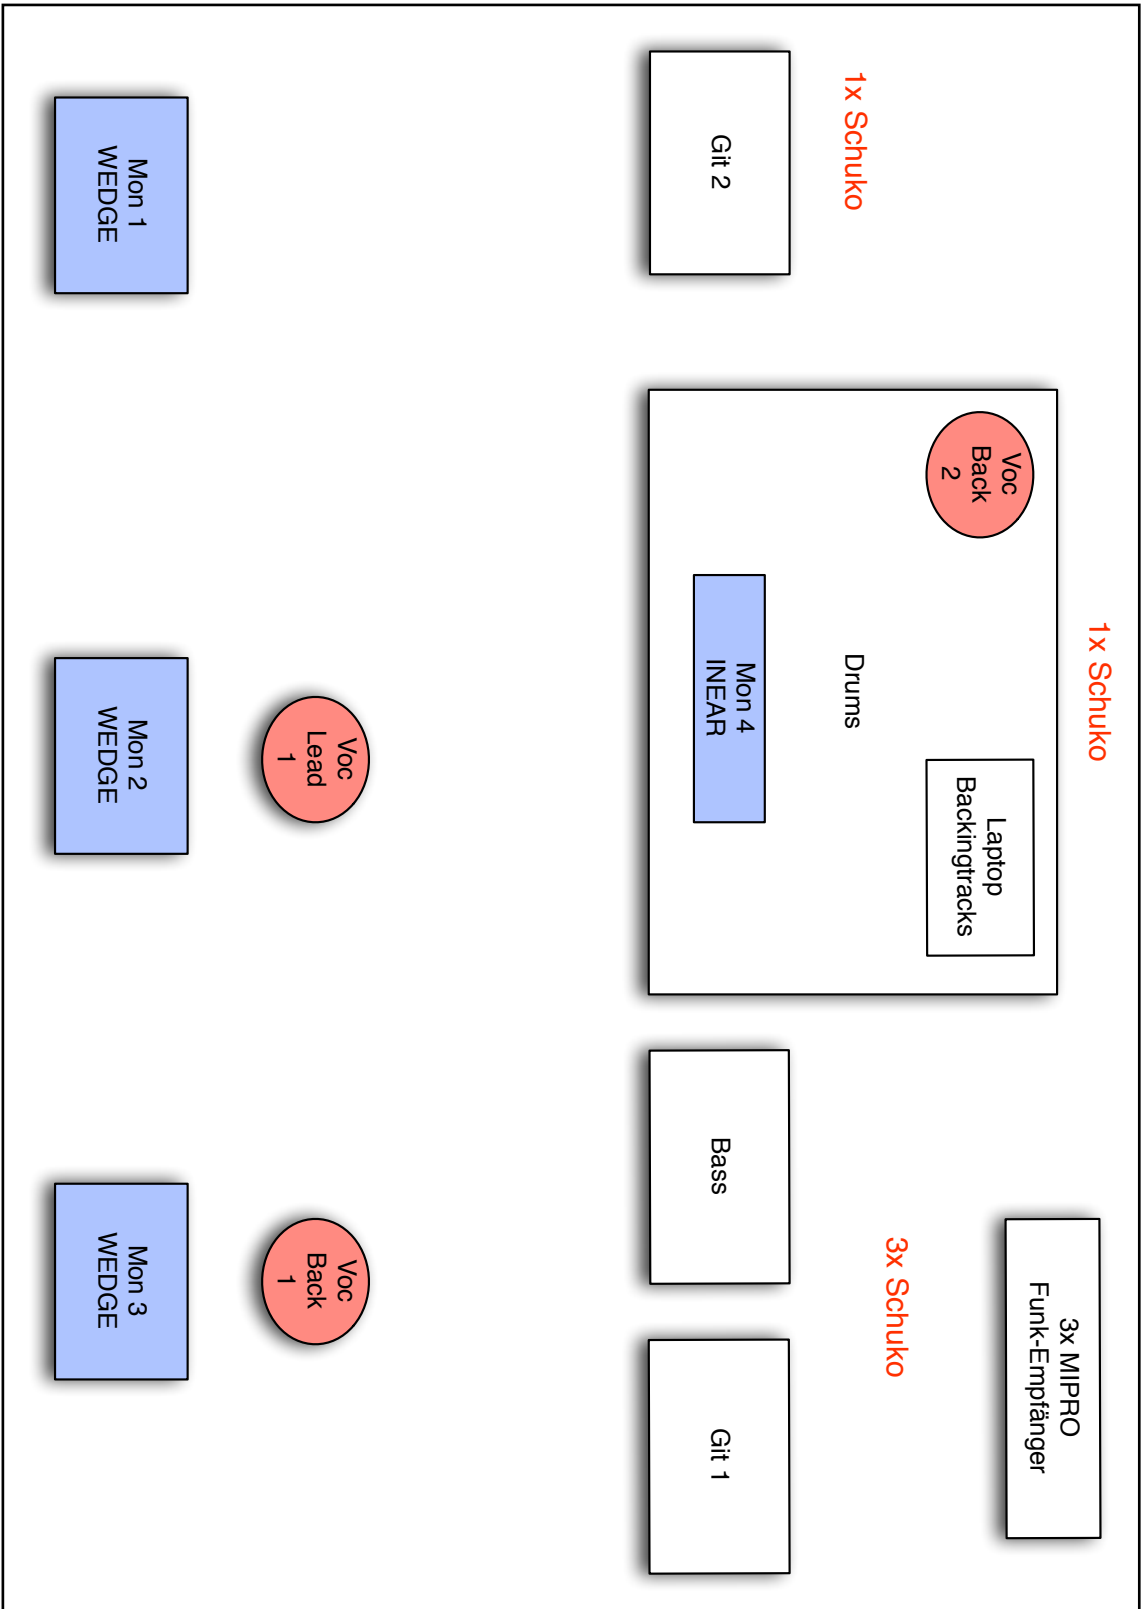 1x Schuko
3x MIPRO
Funk-Empfänger
Voc
Back
2
Laptop
Backingtracks
1x Schuko
3x Schuko
Drums
Git 2
Mon 4
INEAR
Bass
Git 1
Voc
Lead
1
Voc
Back
1
Mon 1
WEDGE
Mon 2
WEDGE
Mon 3
WEDGE